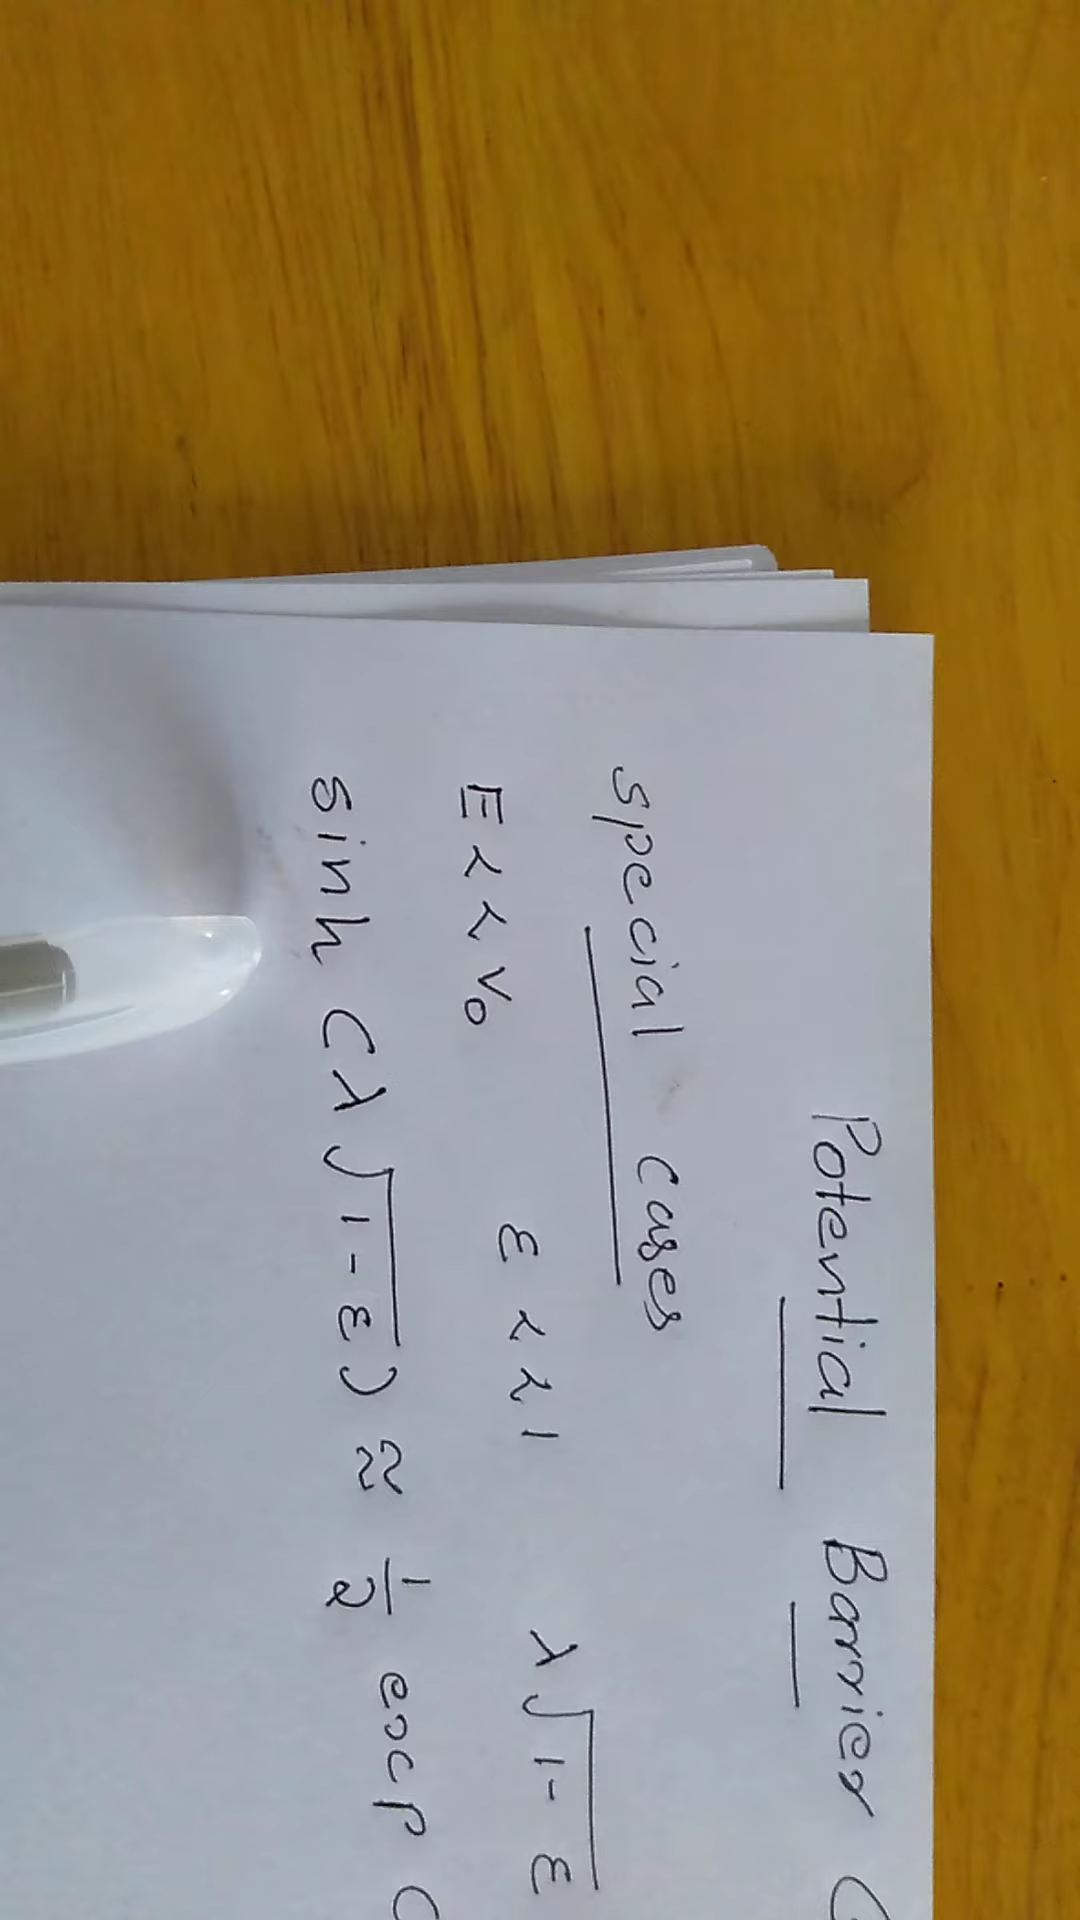 Potential Barrier (
Special Cases
E << V₀ ε << 1 λ√1-ε
sinh (λ√1-ε) ≈ 1/2 exp (